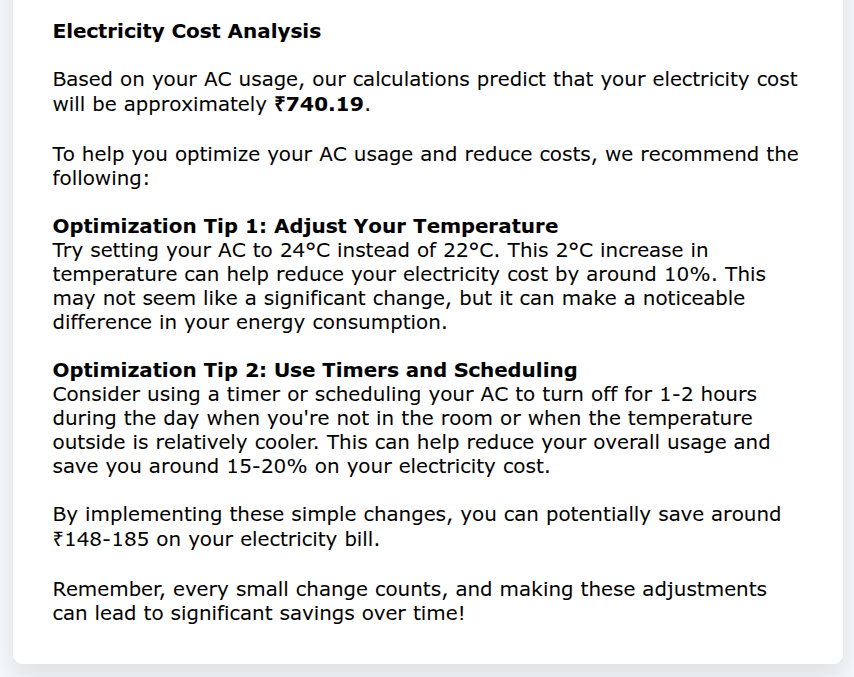 Electricity Cost Analysis
Based on your AC usage, our calculations predict that your electricity cost
will be approximately ₹740.19.
To help you optimize your AC usage and reduce costs, we recommend the
following:
Optimization Tip 1: Adjust Your Temperature
Try setting your AC to 24°C instead of 22°C. This 2°C increase in
temperature can help reduce your electricity cost by around 10%. This
may not seem like a significant change, but it can make a noticeable
difference in your energy consumption.
Optimization Tip 2: Use Timers and Scheduling
Consider using a timer or scheduling your AC to turn off for 1-2 hours
during the day when you're not in the room or when the temperature
outside is relatively cooler. This can help reduce your overall usage and
save you around 15-20% on your electricity cost.
By implementing these simple changes, you can potentially save around
₹148-185 on your electricity bill.
Remember, every small change counts, and making these adjustments
can lead to significant savings over time!